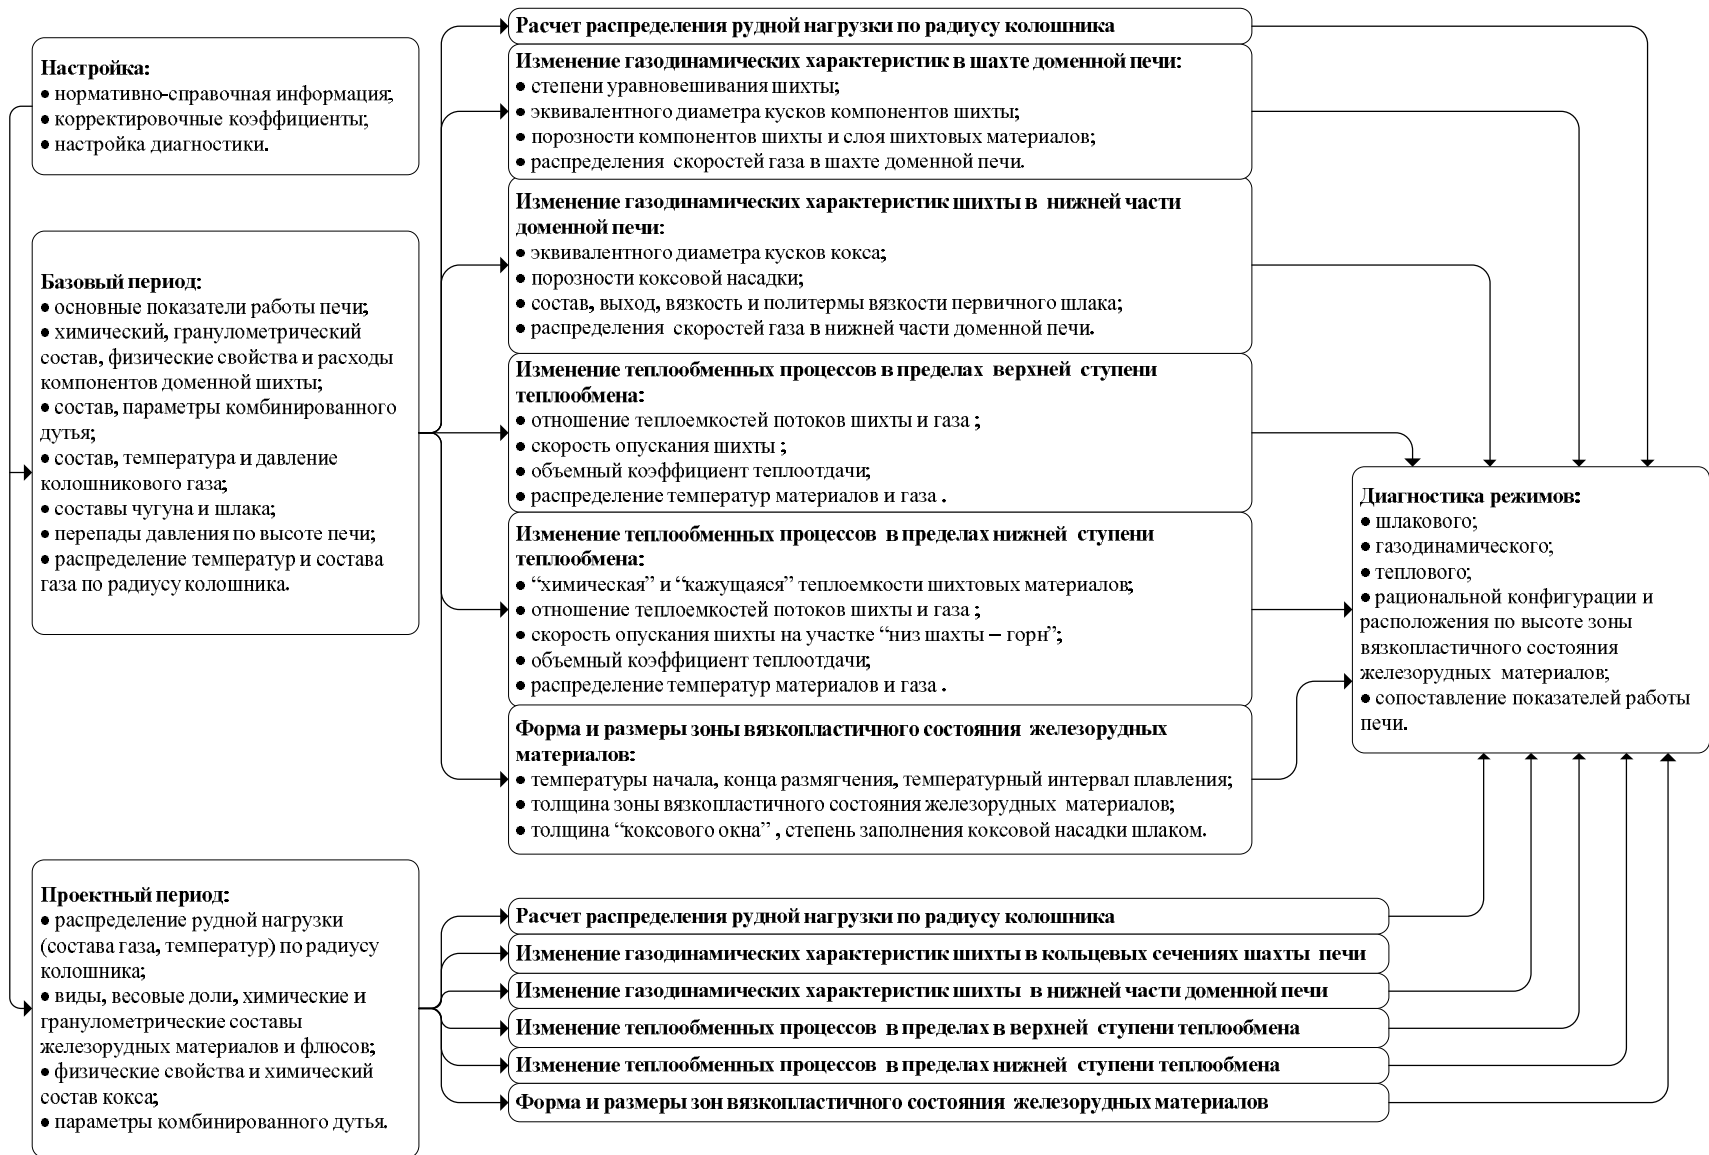 Настройка:
● нормативно-справочная информация;
● корректировочные коэффициенты;
● настройка диагностики.
Базовый период:
● основные показатели работы печи;
● химический, гранулометрический
состав, физические свойства и расходы
компонентов доменной шихты;
● состав, параметры комбинированного
дутья;
● состав, температура и давление
колошникового газа;
● составы чугуна и шлака;
● перепады давления по высоте печи;
● распределение температур и состава
газа по радиусу колошника.
Проектный период:
● распределение рудной нагрузки
(состава газа, температур) по радиусу
колошника;
● виды, весовые доли, химические и
гранулометрические составы
железорудных материалов и флюсов;
● физические свойства и химический
состав кокса;
● параметры комбинированного дутья.
Расчет распределения рудной нагрузки по радиусу колошника
Изменение газодинамических характеристик в шахте доменной печи:
● степени уравновешивания шихты;
● эквивалентного диаметра кусков компонентов шихты;
● порозности компонентов шихты и слоя шихтовых материалов;
● распределения скоростей газа в шахте доменной печи.
Изменение газодинамических характеристик шихты в нижней части
доменной печи:
● эквивалентного диаметра кусков кокса;
● порозности коксовой насадки;
● состав, выход, вязкость и политермы вязкости первичного шлака;
● распределения скоростей газа в нижней части доменной печи.
Изменение теплообменных процессов в пределах верхней ступени
теплообмена:
● отношение теплоемкостей потоков шихты и газа ;
● скорость опускания шихты ;
● объемный коэффициент теплоотдачи;
● распределение температур материалов и газа .
Изменение теплообменных процессов в пределах нижней ступени
теплообмена:
● “химическая” и “кажущаяся” теплоемкости шихтовых материалов;
● отношение теплоемкостей потоков шихты и газа ;
● скорость опускания шихты на участке “низ шахты – горн”;
● объемный коэффициент теплоотдачи;
● распределение температур материалов и газа .
Форма и размеры зоны вязкопластичного состояния железорудных
материалов:
● температуры начала, конца размягчения, температурный интервал плавления;
● толщина зоны вязкопластичного состояния железорудных материалов;
● толщина “коксового окна” , степень заполнения коксовой насадки шлаком.
Расчет распределения рудной нагрузки по радиусу колошника
Изменение газодинамических характеристик шихты в кольцевых сечениях шахты печи
Изменение газодинамических характеристик шихты в нижней части доменной печи
Изменение теплообменных процессов в пределах в верхней ступени теплообмена
Изменение теплообменных процессов в пределах нижней ступени теплообмена
Форма и размеры зон вязкопластичного состояния железорудных материалов
Диагностика режимов:
● шлакового;
● газодинамического;
● теплового;
● рациональной конфигурации и
расположения по высоте зоны
вязкопластичного состояния
железорудных материалов;
● сопоставление показателей работы
печи.